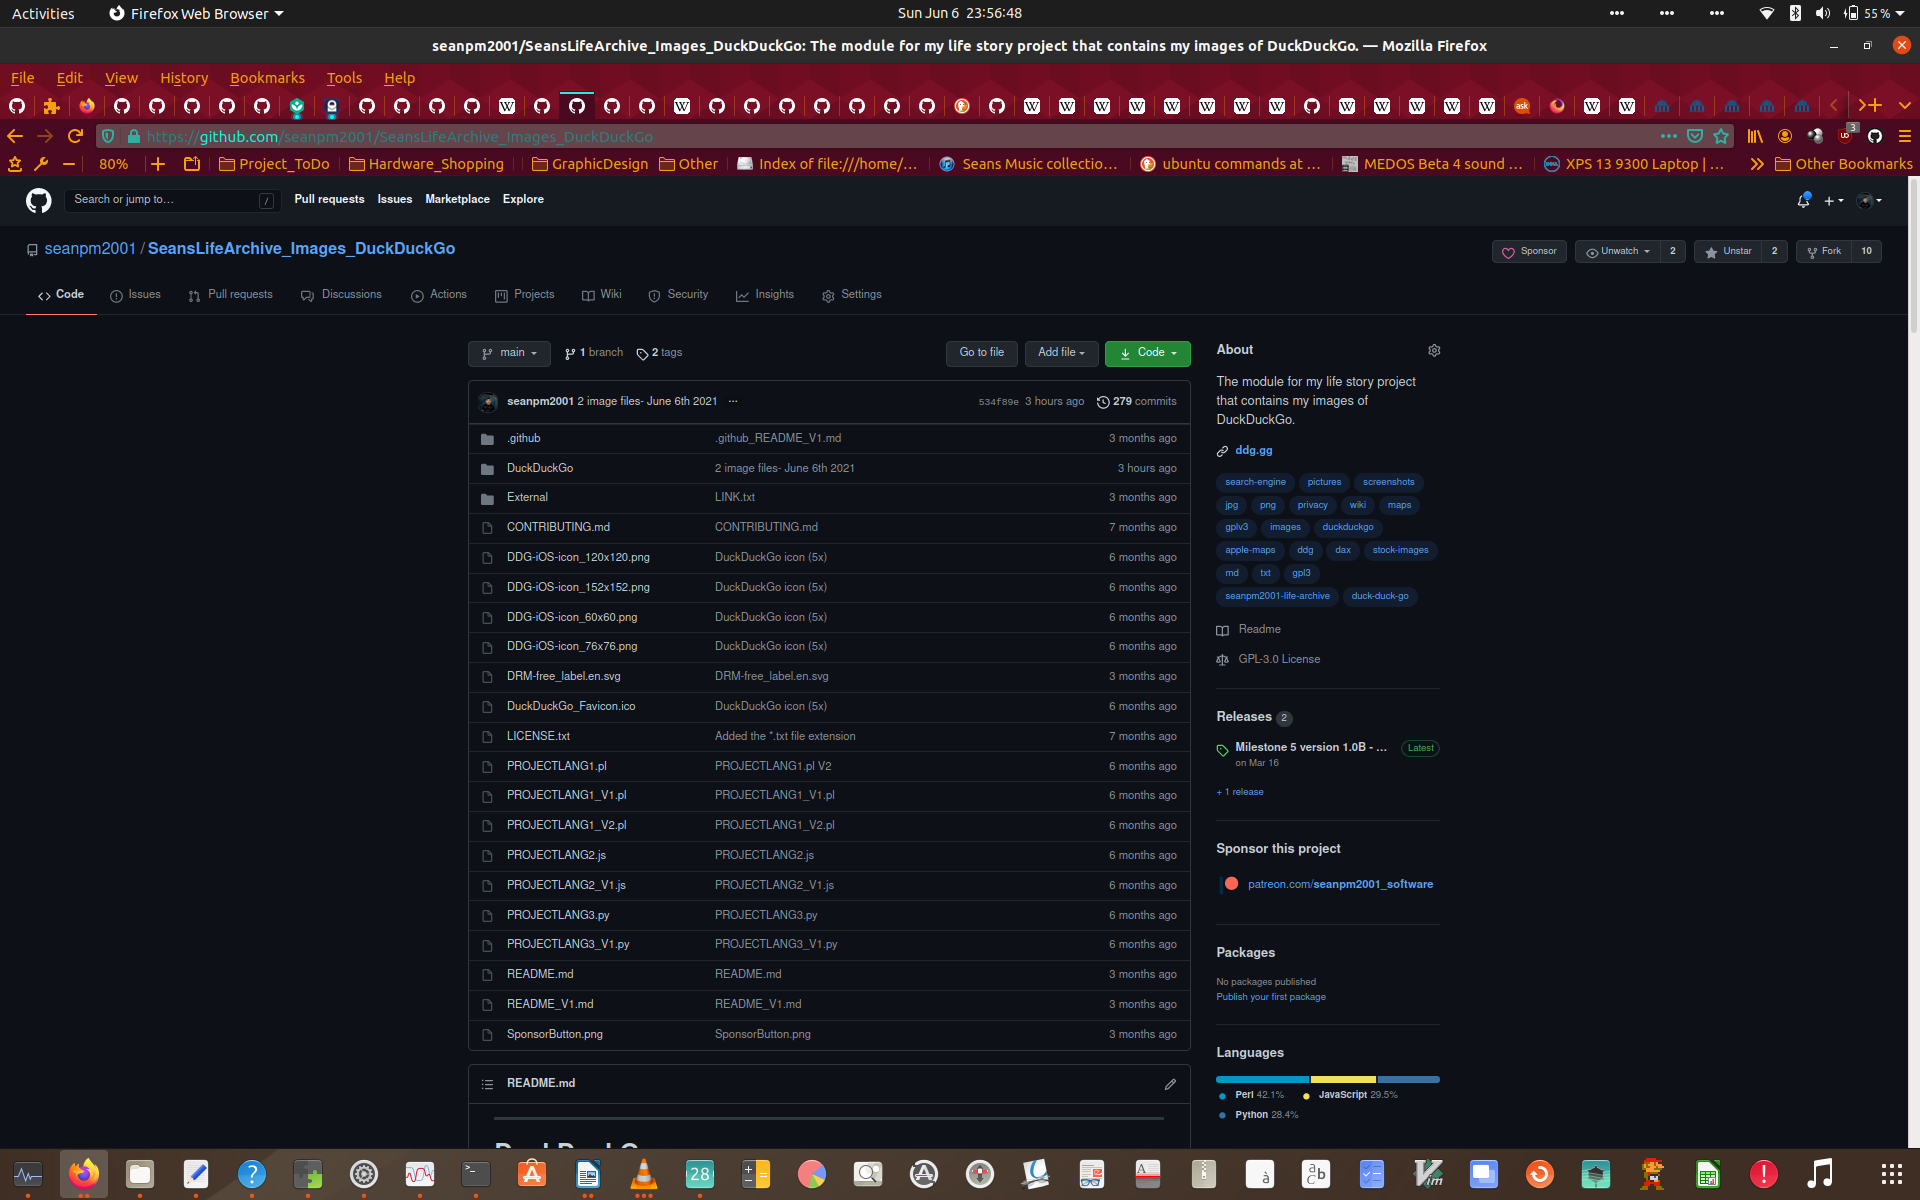 Activities Firefox Web Browser Sun Jun 6 23:56:48 55 %
seanpm2001/SeansLifeArchive_Images_DuckDuckGo: The module for my life story project that contains my images of DuckDuckGo. — Mozilla Firefox
File Edit View History Bookmarks Tools Help
https://github.com/seanpm2001/SeansLifeArchive_Images_DuckDuckGo 3
80% Project_ToDo Hardware_Shopping GraphicDesign Other Index of file:///home/… Seans Music collectio… ubuntu commands at … MEDOS Beta 4 sound … XPS 13 9300 Laptop | … Other Bookmarks
Search or jump to… / Pull requests Issues Marketplace Explore
seanpm2001 / SeansLifeArchive_Images_DuckDuckGo Sponsor Unwatch 2 Unstar 2 Fork 10
Code Issues Pull requests Discussions Actions Projects Wiki Security Insights Settings
main 1 branch 2 tags Go to file Add file Code
seanpm2001 2 image files- June 6th 2021 ... 534f89e 3 hours ago 279 commits
.github .github_README_V1.md 3 months ago
DuckDuckGo 2 image files- June 6th 2021 3 hours ago
External LINK.txt 3 months ago
CONTRIBUTING.md CONTRIBUTING.md 7 months ago
DDG-iOS-icon_120x120.png DuckDuckGo icon (5x) 6 months ago
DDG-iOS-icon_152x152.png DuckDuckGo icon (5x) 6 months ago
DDG-iOS-icon_60x60.png DuckDuckGo icon (5x) 6 months ago
DDG-iOS-icon_76x76.png DuckDuckGo icon (5x) 6 months ago
DRM-free_label.en.svg DRM-free_label.en.svg 3 months ago
DuckDuckGo_Favicon.ico DuckDuckGo icon (5x) 6 months ago
LICENSE.txt Added the *.txt file extension 7 months ago
PROJECTLANG1.pl PROJECTLANG1.pl V2 6 months ago
PROJECTLANG1_V1.pl PROJECTLANG1_V1.pl 6 months ago
PROJECTLANG1_V2.pl PROJECTLANG1_V2.pl 6 months ago
PROJECTLANG2.js PROJECTLANG2.js 6 months ago
PROJECTLANG2_V1.js PROJECTLANG2_V1.js 6 months ago
PROJECTLANG3.py PROJECTLANG3.py 6 months ago
PROJECTLANG3_V1.py PROJECTLANG3_V1.py 6 months ago
README.md README.md 3 months ago
README_V1.md README_V1.md 3 months ago
SponsorButton.png SponsorButton.png 3 months ago
README.md
About
The module for my life story project
that contains my images of
DuckDuckGo.
ddg.gg
search-engine pictures screenshots
jpg png privacy wiki maps
gplv3 images duckduckgo
apple-maps ddg dax stock-images
md txt gpl3
seanpm2001-life-archive duck-duck-go
Readme
GPL-3.0 License
Releases 2
Milestone 5 version 1.0B - ... Latest
on Mar 16
+ 1 release
Sponsor this project
patreon.com/seanpm2001_software
Packages
No packages published
Publish your first package
Languages
Perl 42.1% JavaScript 29.5%
Python 28.4%
28